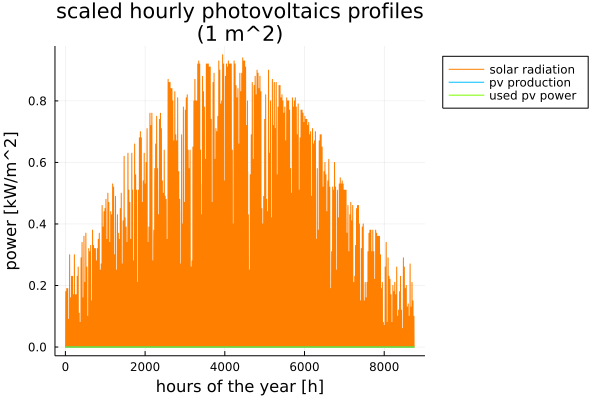 scaled hourly photovoltaics profiles
(1 m^2)
solar radiation
pv production
used pv power
power [kW/m^2]
0.8
0.6
0.4
0.2
0.0
0
2000
4000
6000
8000
hours of the year [h]